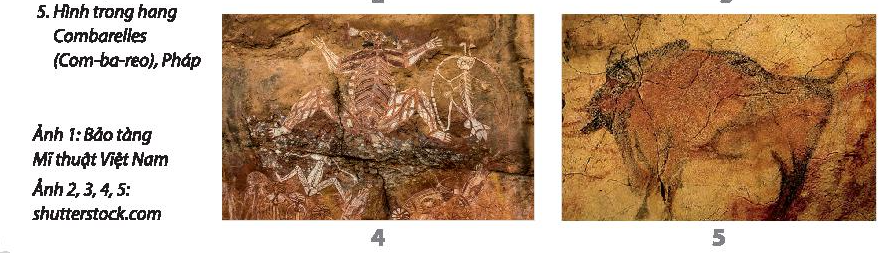 5. Hình trong hang
Combarelles
(Com-ba-reo), Pháp
Ảnh 1: Bảo tàng
Mĩ thuật Việt Nam
Ảnh 2, 3, 4, 5:
shutterstock.com
4
5